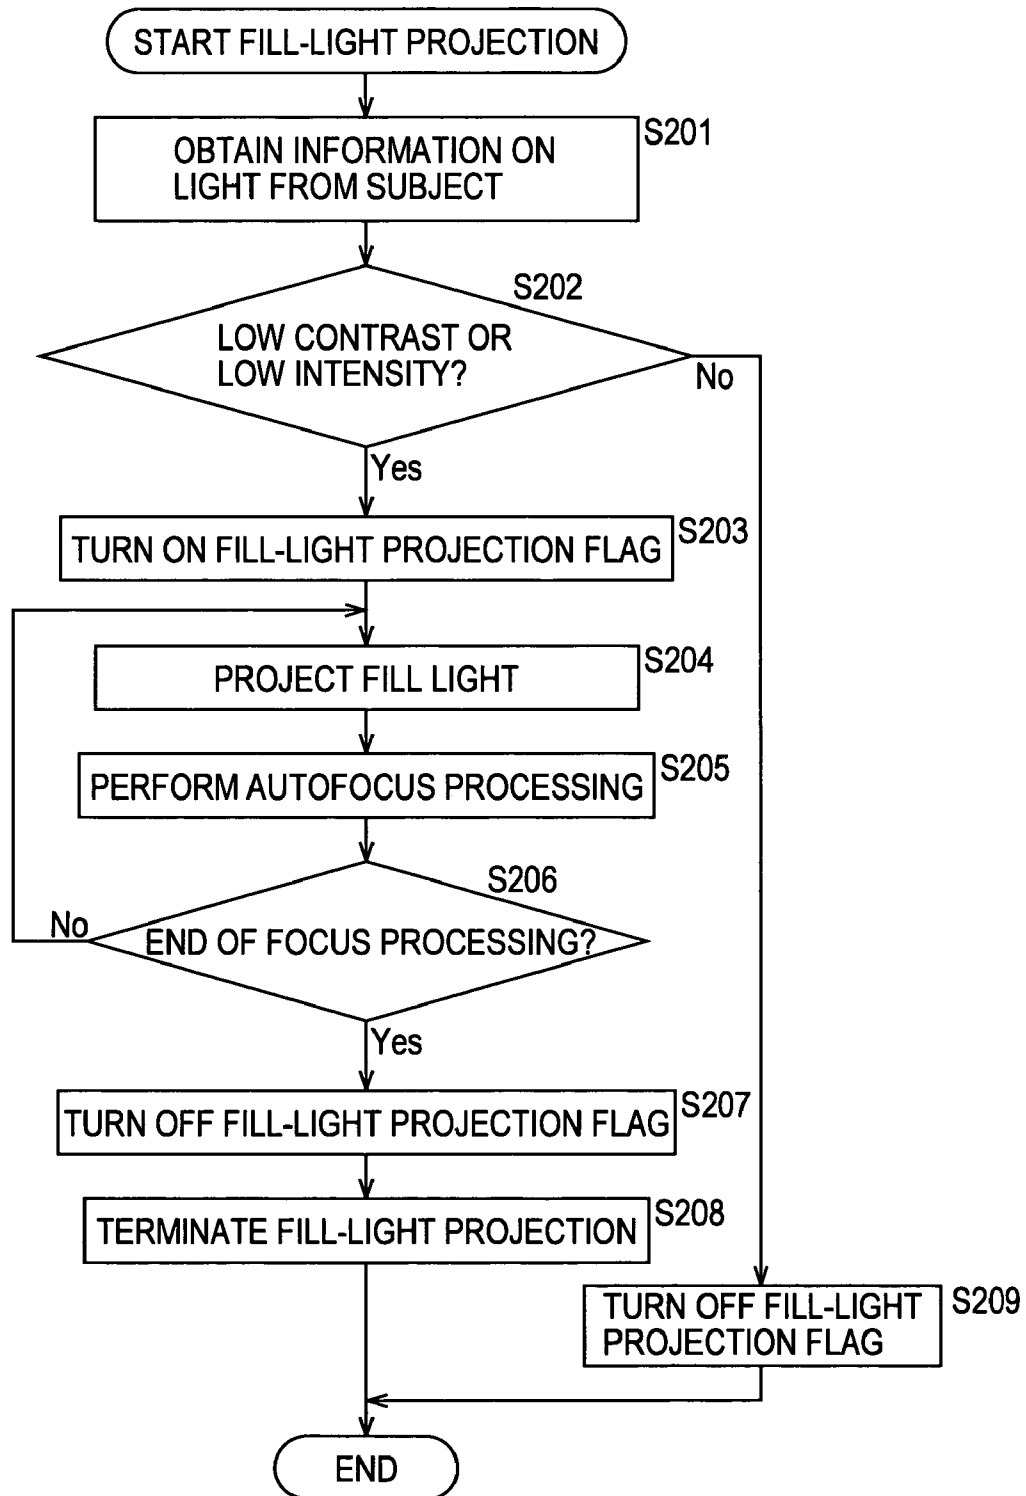 START FILL-LIGHT PROJECTION
S201
OBTAIN INFORMATION ON
LIGHT FROM SUBJECT
S202
LOW CONTRAST OR
LOW INTENSITY?
No
Yes
S203
TURN ON FILL-LIGHT PROJECTION FLAG
S204
PROJECT FILL LIGHT
S205
PERFORM AUTOFOCUS PROCESSING
S206
No
END OF FOCUS PROCESSING?
Yes
S207
TURN OFF FILL-LIGHT PROJECTION FLAG
S208
TERMINATE FILL-LIGHT PROJECTION
S209
TURN OFF FILL-LIGHT
PROJECTION FLAG
END